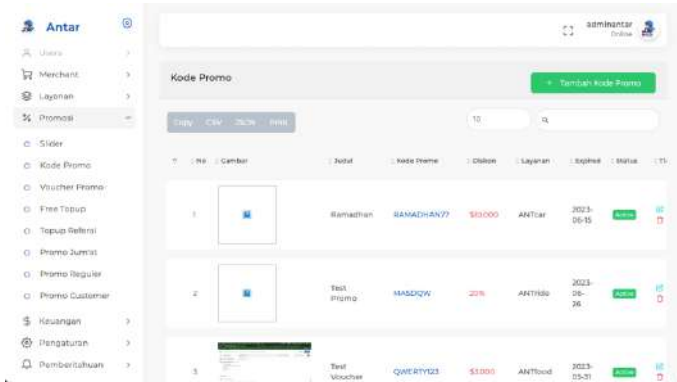 Antar
adminantar
Online
Users
Merchant
Layanan
Promosi
Slider
Kode Promo
Voucher Promo
Free Topup
Topup Referral
Promo Jumat
Promo Reguler
Promo Customer
Keuangan
Pengaturan
Pemberitahuan
Kode Promo
+ Tambah Kode Promo
Copy CSV JSON Print
10
No Gambar Judul Kode Promo Diskon Layanan Expired Status
1 Ramadhan RAMADHAN77 ANTcar 2023-
06-15 Active
2 Test
Promo MASDQW 20% ANTride 2023-
06-
26 Active
3 Test
Voucher QWERTY123 $3.000 ANTfood 2023-
05-31 Active